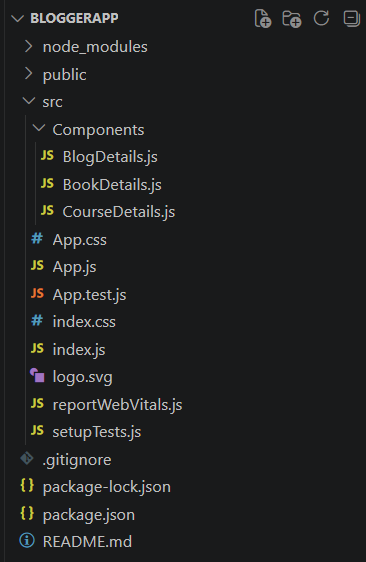 BLOGGERAPP
node_modules
public
src
Components
JS BlogDetails.js
JS BookDetails.js
JS CourseDetails.js
# App.css
JS App.js
JS App.test.js
# index.css
JS index.js
logo.svg
JS reportWebVitals.js
JS setupTests.js
.gitignore
{} package-lock.json
{} package.json
README.md